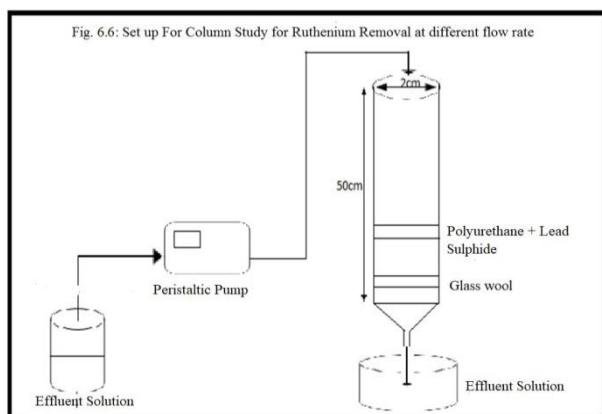 Fig. 6.6: Set up For Column Study for Ruthenium Removal at different flow rate
2cm
50cm
Polyurethane + Lead
Sulphide
Peristaltic Pump
Glass wool
Effluent Solution
Effluent Solution